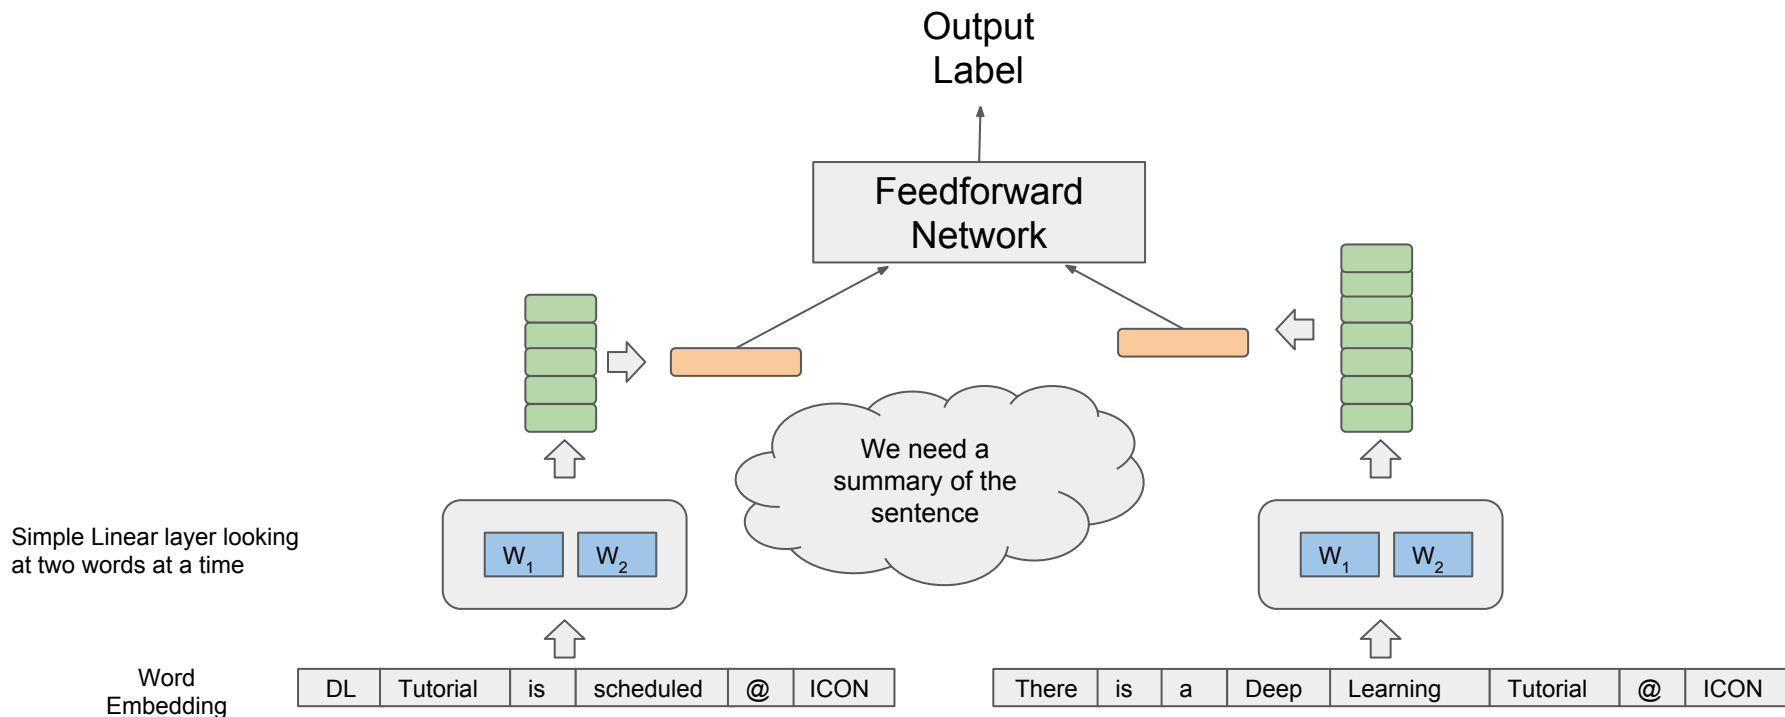 Output
Label
Feedforward
Network
We need a
summary of the
sentence
Simple Linear layer looking
at two words at a time
W1 W2
W1 W2
Word
Embedding
DL Tutorial is scheduled @ ICON
There is a Deep Learning Tutorial @ ICON